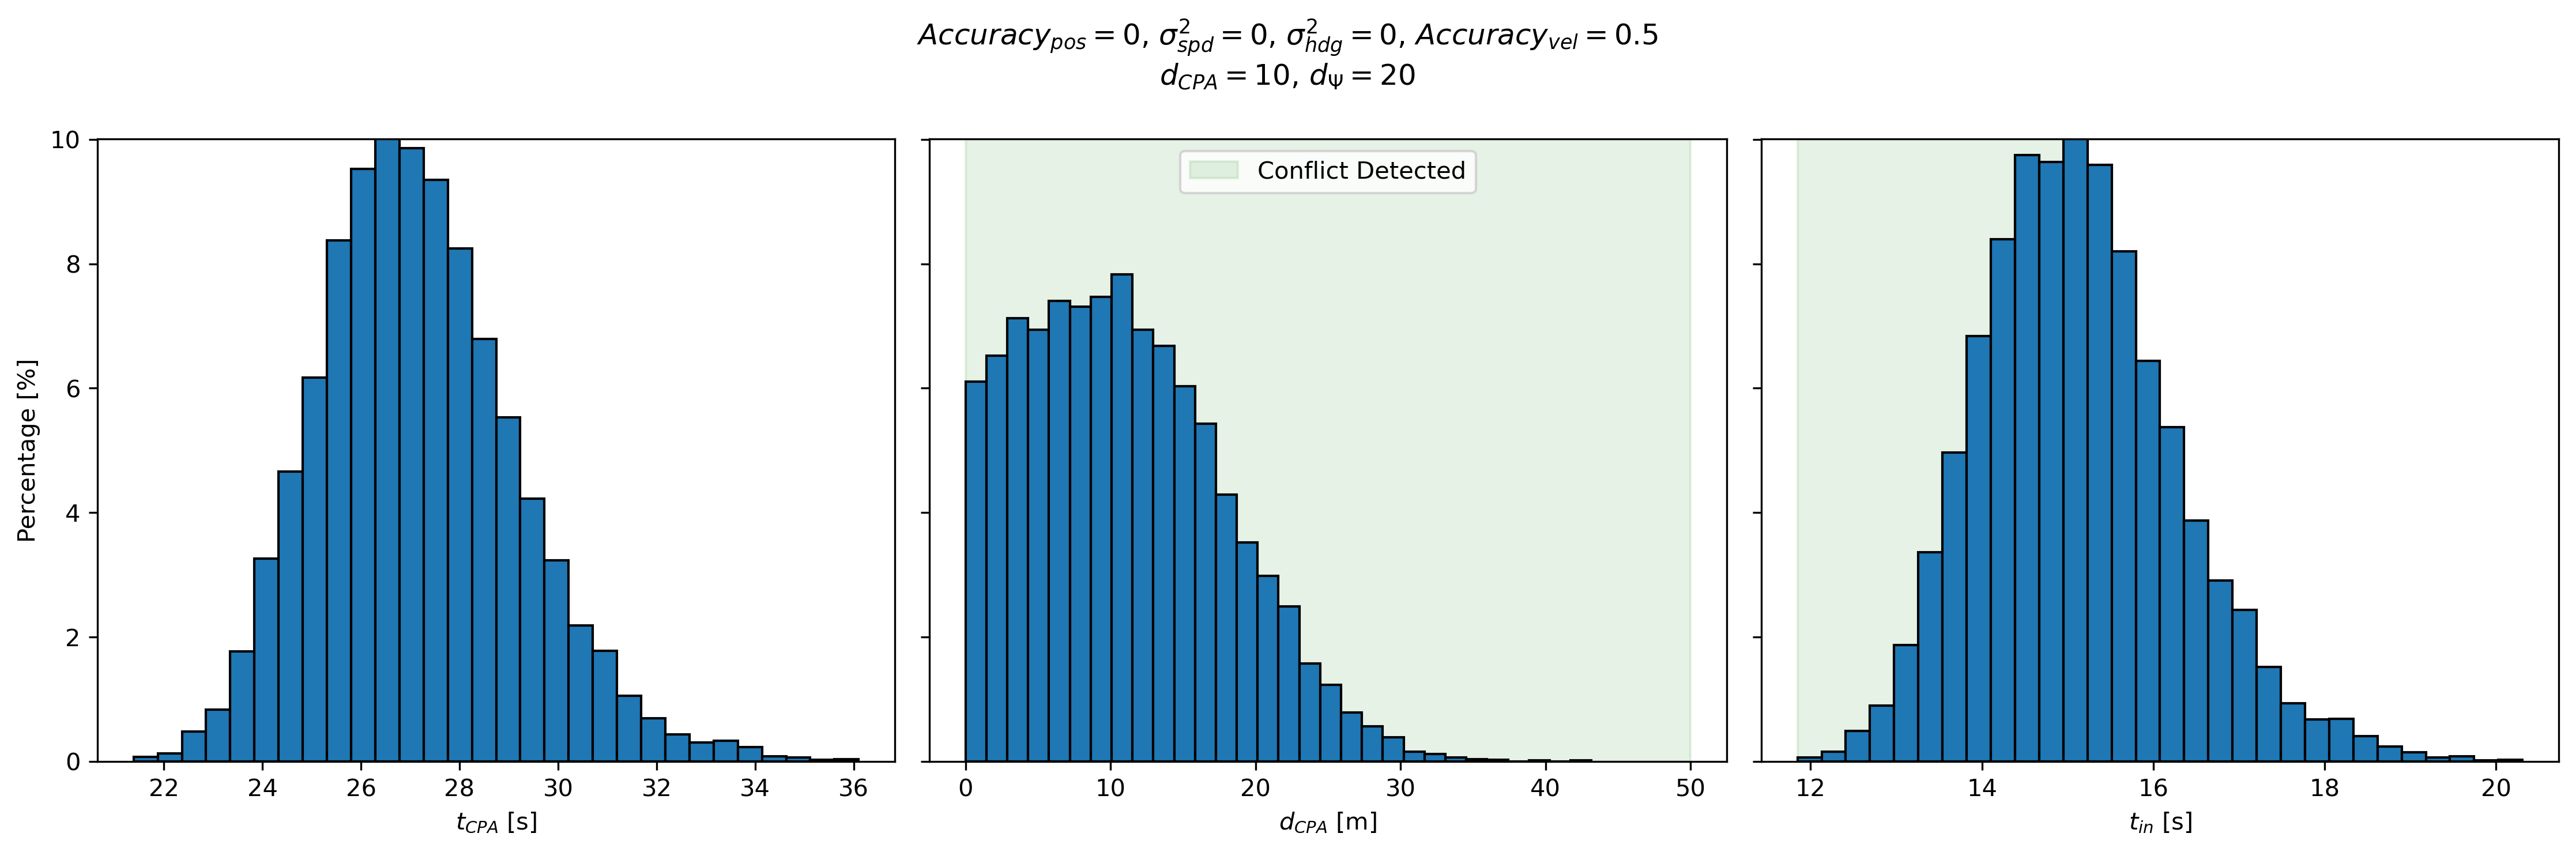 Accuracy_pos = 0, σ²_spd = 0, σ²_hdg = 0, Accuracy_vel = 0.5
d_CPA = 10, d_Ψ = 20
10
8
6
4
2
0
Percentage [%]
22 24 26 28 30 32 34 36
t_CPA [s]
Conflict Detected
0 10 20 30 40 50
d_CPA [m]
12 14 16 18 20
t_in [s]